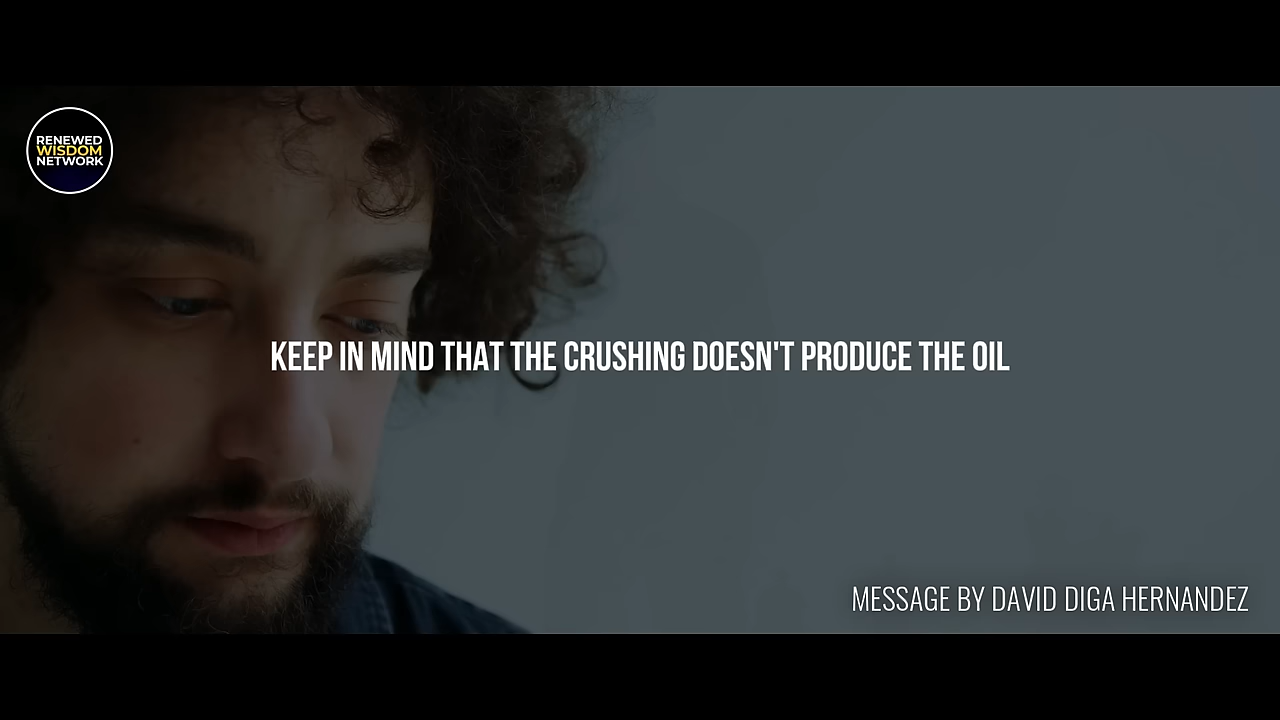 RENEWED
WISDOM
NETWORK
KEEP IN MIND THAT THE CRUSHING DOESN'T PRODUCE THE OIL
MESSAGE BY DAVID DIGA HERNANDEZ